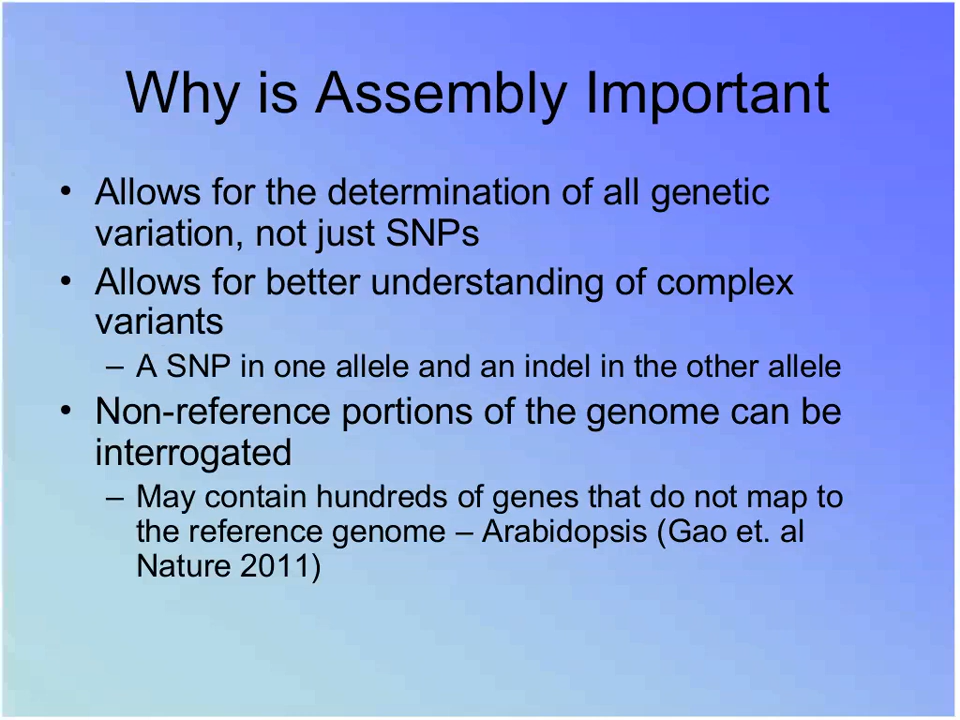 Why is Assembly Important
• Allows for the determination of all genetic
variation, not just SNPs
• Allows for better understanding of complex
variants
– A SNP in one allele and an indel in the other allele
• Non-reference portions of the genome can be
interrogated
– May contain hundreds of genes that do not map to
the reference genome – Arabidopsis (Gao et. al
Nature 2011)